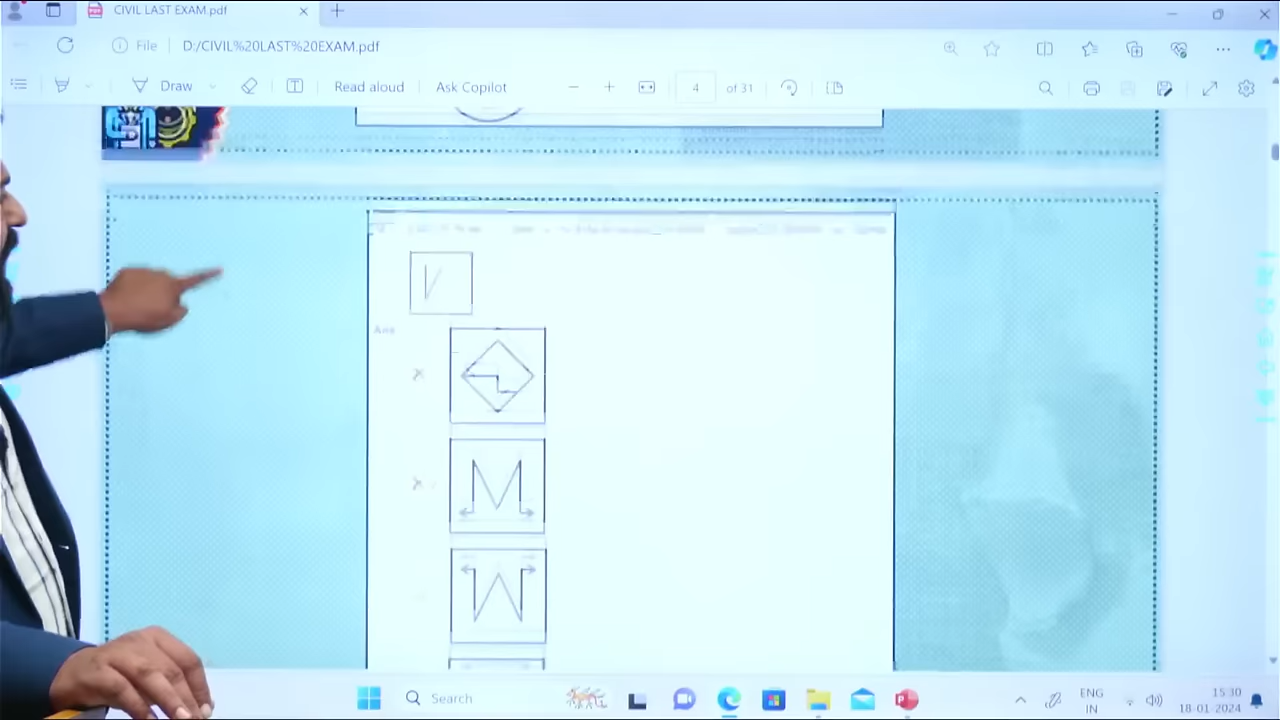 CIVIL LAST EXAM.pdf
File
D:/CIVIL%20LAST%20EXAM.pdf
Draw
Read aloud
Ask Copilot
4
of 31
Ans
Search
ENG
IN
15:30
18-01-2024